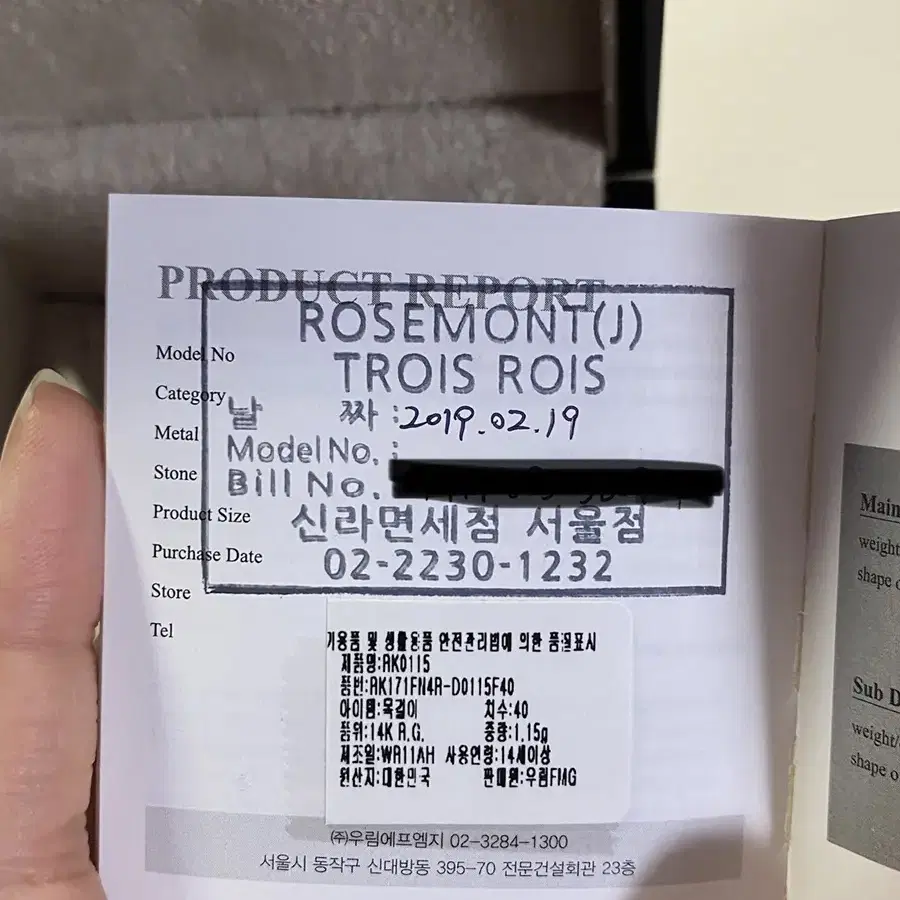 PRODUCT REPORT
ROSEMONT(J)
TROIS ROIS
Model No
Category
Metal
Stone
Product Size
Purchase Date
Store
Tel
날 짜 : 2019.02.19
Model No. :
Bill No.
신라면세점 서울점
02-2230-1232
기용품 및 생활용품 안전관리법에 의한 품질표시
제품명:RK0115
품번:RK171FN4R-D0115F40
아이템:목걸이 치수:40
품위:14K R.G. 중량:1.15g
제조일:WR11AH 사용연령:14세이상
원산지:대한민국 판매원:우림FMG
㈜우림에프엠지 02-3284-1300
서울시 동작구 신대방동 395-70 전문건설회관 23층
Main
weight
shape o
Sub D
weight/
shape o